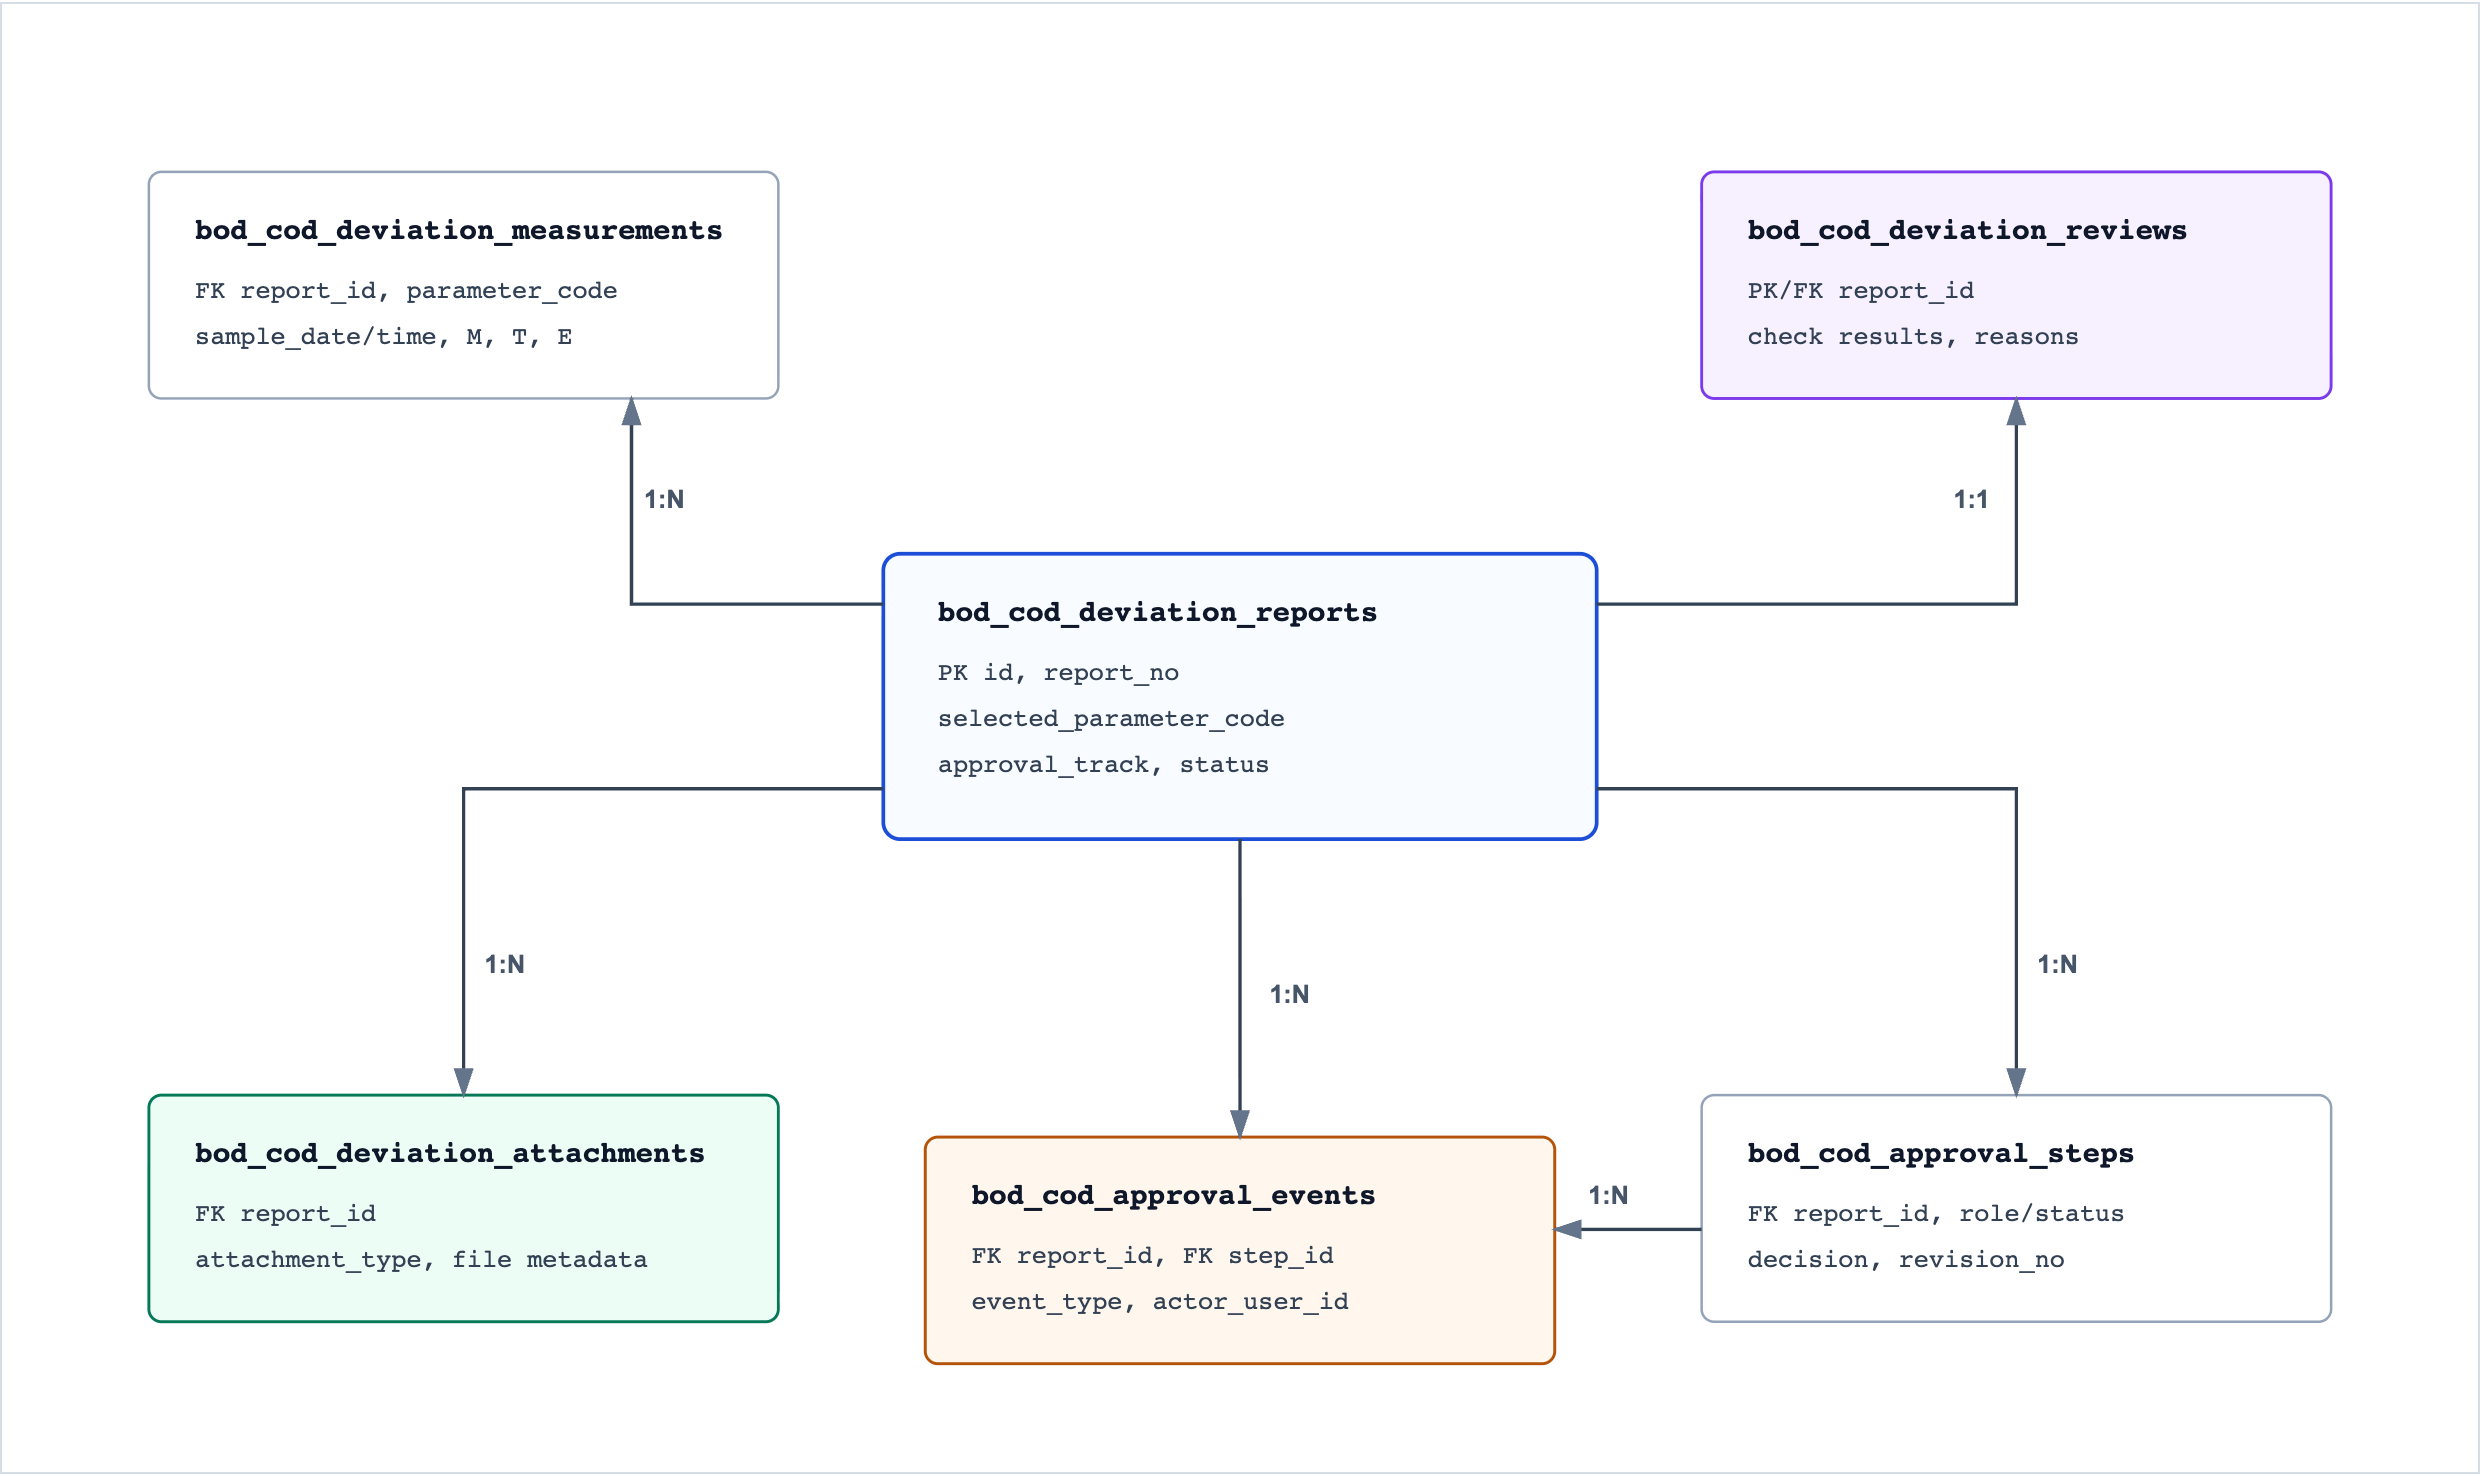 bod_cod_deviation_measurements
FK report_id, parameter_code
sample_date/time, M, T, E
bod_cod_deviation_reviews
PK/FK report_id
check results, reasons
1:N
1:1
bod_cod_deviation_reports
PK id, report_no
selected_parameter_code
approval_track, status
1:N
1:N
1:N
bod_cod_deviation_attachments
FK report_id
attachment_type, file metadata
bod_cod_approval_events
FK report_id, FK step_id
event_type, actor_user_id
1:N
bod_cod_approval_steps
FK report_id, role/status
decision, revision_no